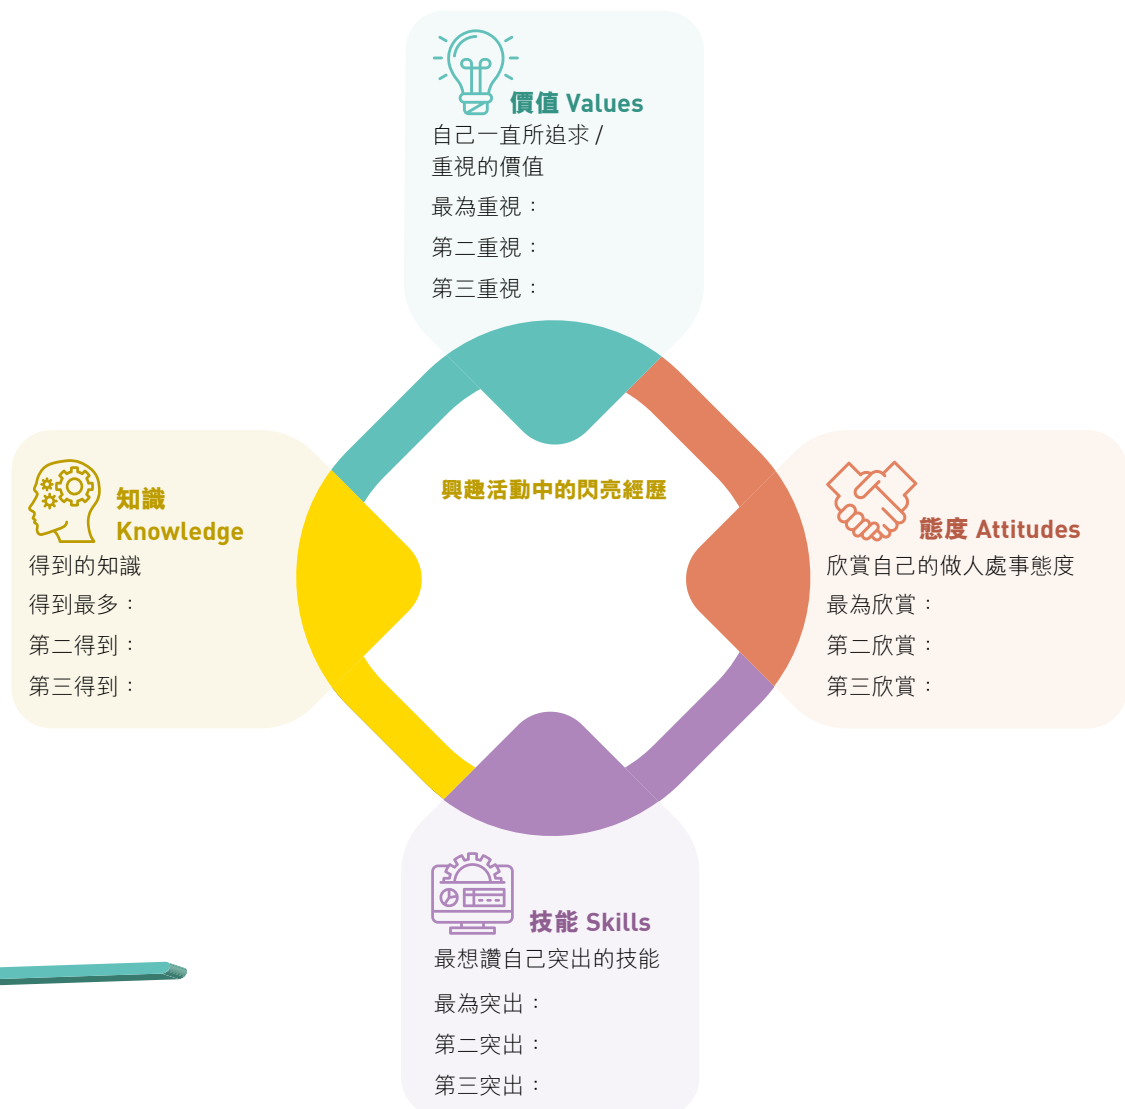 價值 Values
自己一直所追求 /
重視的價值
最為重視：
第二重視：
第三重視：
興趣活動中的閃亮經歷
知識
Knowledge
得到的知識
得到最多：
第二得到：
第三得到：
態度 Attitudes
欣賞自己的做人處事態度
最為欣賞：
第二欣賞：
第三欣賞：
技能 Skills
最想讚自己突出的技能
最為突出：
第二突出：
第三突出：